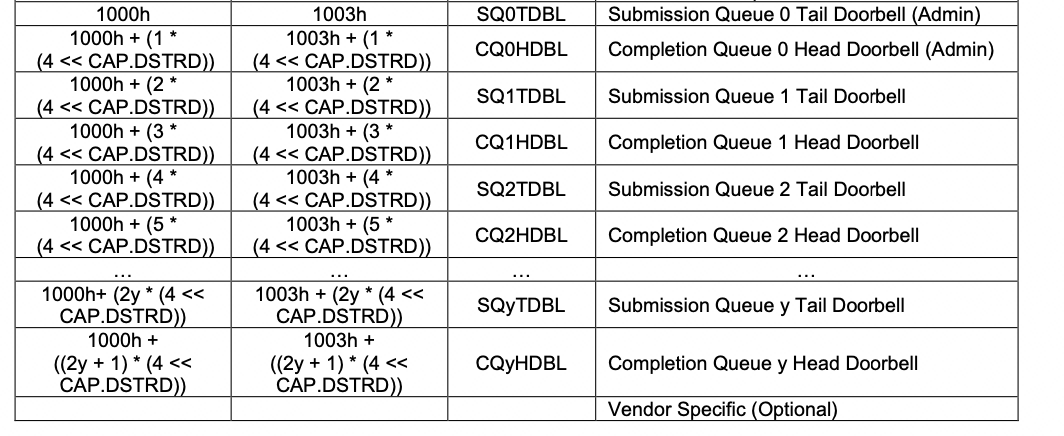 1000h 1003h SQ0TDBL Submission Queue 0 Tail Doorbell (Admin)
1000h + (1 * 1003h + (1 *
(4 << CAP.DSTRD)) (4 << CAP.DSTRD)) CQ0HDBL Completion Queue 0 Head Doorbell (Admin)
1000h + (2 * 1003h + (2 *
(4 << CAP.DSTRD)) (4 << CAP.DSTRD)) SQ1TDBL Submission Queue 1 Tail Doorbell
1000h + (3 * 1003h + (3 *
(4 << CAP.DSTRD)) (4 << CAP.DSTRD)) CQ1HDBL Completion Queue 1 Head Doorbell
1000h + (4 * 1003h + (4 *
(4 << CAP.DSTRD)) (4 << CAP.DSTRD)) SQ2TDBL Submission Queue 2 Tail Doorbell
1000h + (5 * 1003h + (5 *
(4 << CAP.DSTRD)) (4 << CAP.DSTRD)) CQ2HDBL Completion Queue 2 Head Doorbell
… … … …
1000h+ (2y * (4 << 1003h + (2y * (4 <<
CAP.DSTRD)) CAP.DSTRD)) SQyTDBL Submission Queue y Tail Doorbell
1000h + 1003h +
((2y + 1) * (4 << ((2y + 1) * (4 << CQyHDBL Completion Queue y Head Doorbell
CAP.DSTRD)) CAP.DSTRD))
Vendor Specific (Optional)